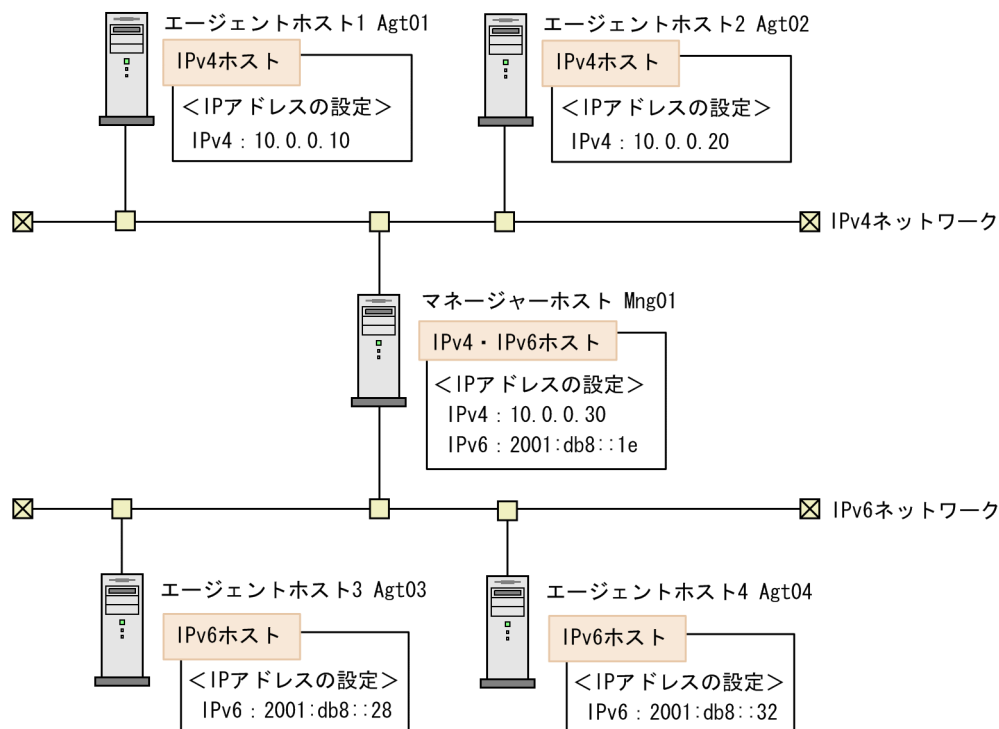 エージェントホスト1 Agt01
IPv4ホスト
＜IPアドレスの設定＞
IPv4：10.0.0.10
エージェントホスト2 Agt02
IPv4ホスト
＜IPアドレスの設定＞
IPv4：10.0.0.20
IPv4ネットワーク
マネージャーホスト Mng01
IPv4・IPv6ホスト
＜IPアドレスの設定＞
IPv4：10.0.0.30
IPv6：2001:db8::1e
IPv6ネットワーク
エージェントホスト3 Agt03
IPv6ホスト
＜IPアドレスの設定＞
IPv6：2001:db8::28
エージェントホスト4 Agt04
IPv6ホスト
＜IPアドレスの設定＞
IPv6：2001:db8::32